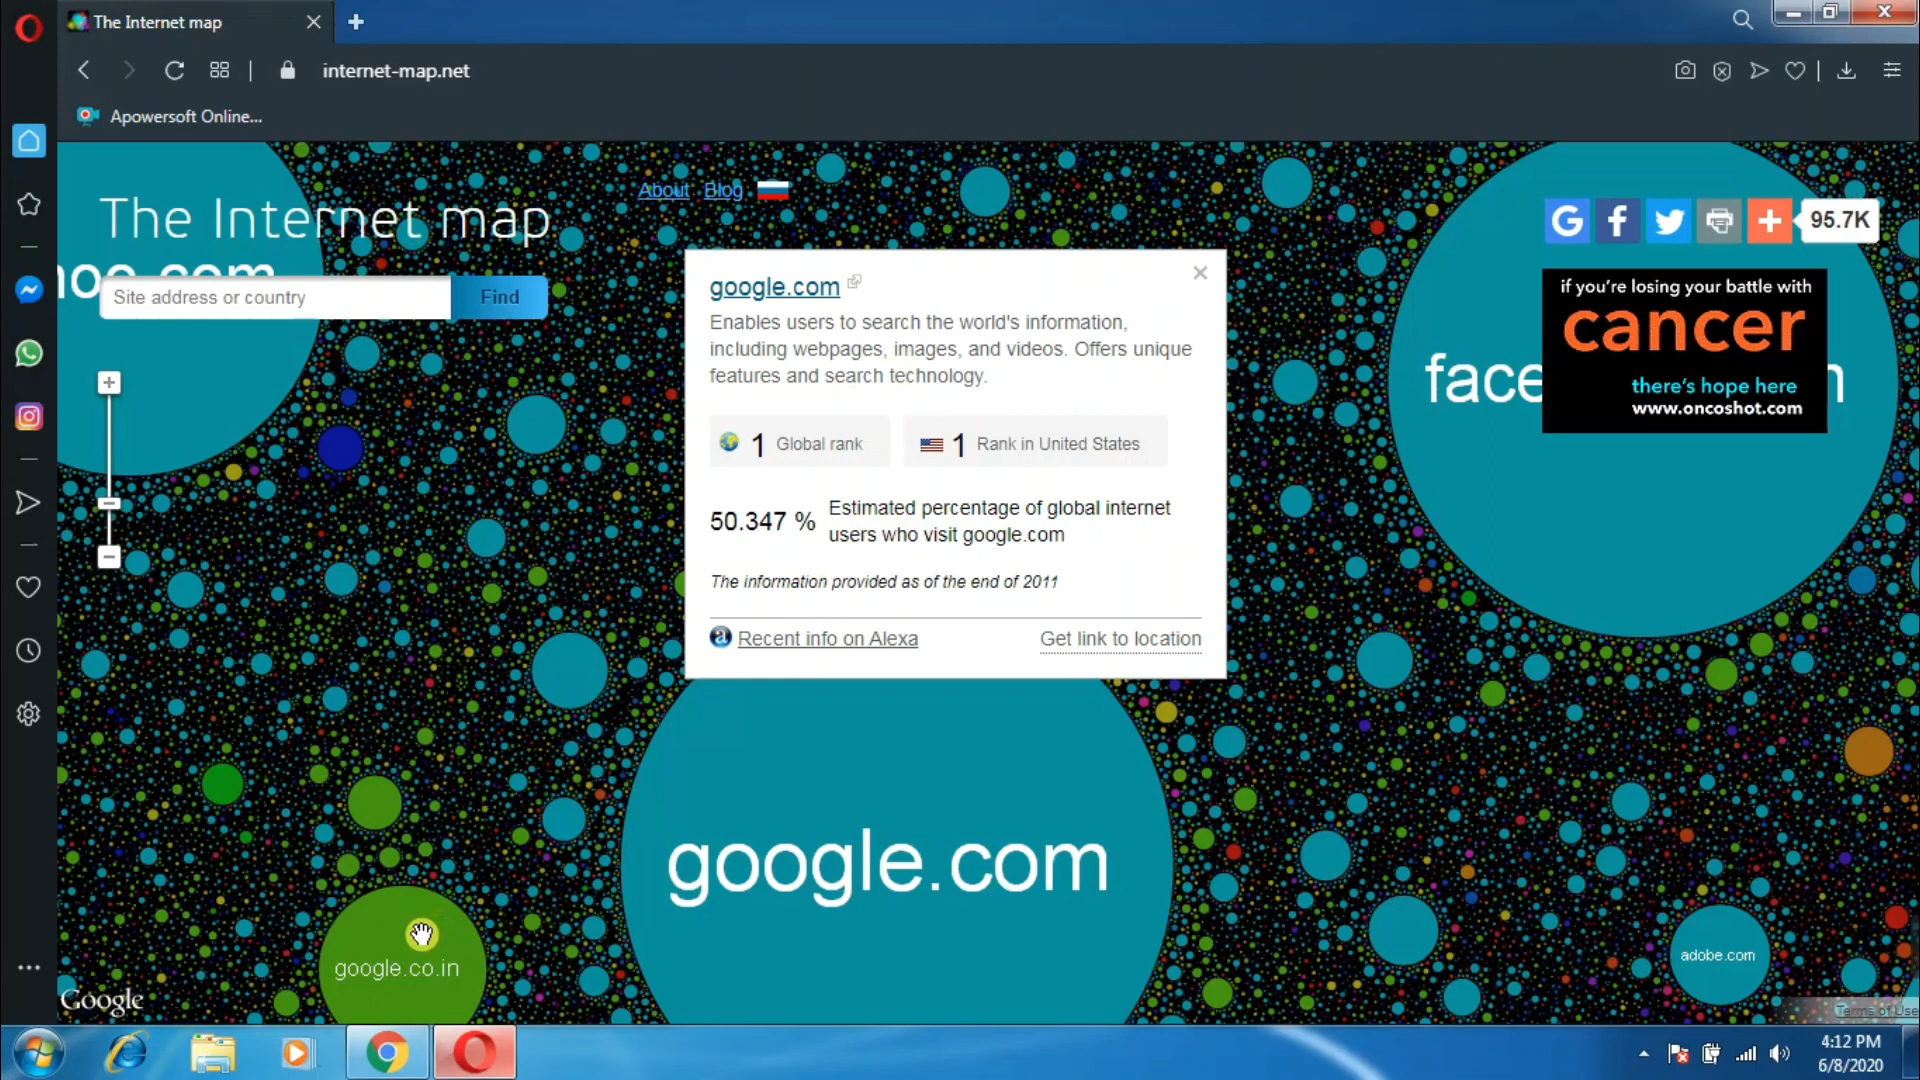 The Internet map
internet-map.net
Apowersoft Online...
The Internet map
About Blog
hoo.com
Site address or country
Find
google.com
Enables users to search the world's information,
including webpages, images, and videos. Offers unique
features and search technology.
1 Global rank
1 Rank in United States
50.347 %
Estimated percentage of global internet
users who visit google.com
The information provided as of the end of 2011
a Recent info on Alexa
Get link to location
G f + 95.7K
if you're losing your battle with
cancer
there's hope here
www.oncoshot.com
face
m
google.com
google.co.in
adobe.com
Google
Terms of Use
4:12 PM
6/8/2020